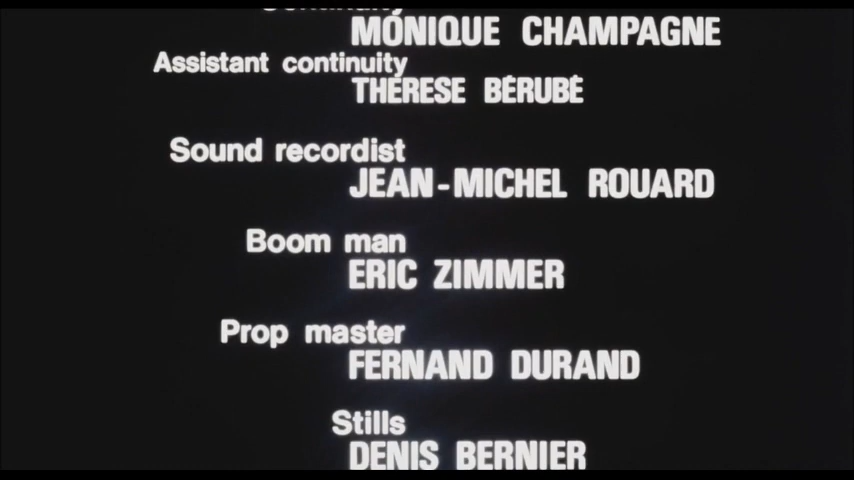 Continuity
MONIQUE CHAMPAGNE
Assistant continuity
THÉRESE BÉRUBÉ
Sound recordist
JEAN-MICHEL ROUARD
Boom man
ERIC ZIMMER
Prop master
FERNAND DURAND
Stills
DENIS BERNIER